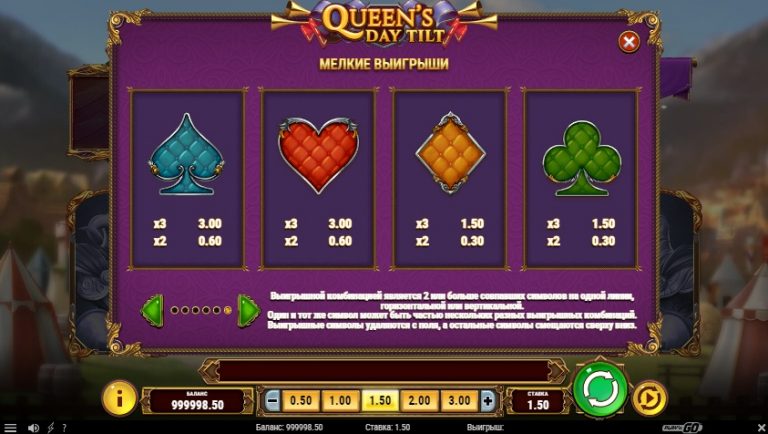 QUEEN'S
DAY TILT
МЕЛКИЕ ВЫИГРЫШИ
x3 3.00
x2 0.60
x3 3.00
x2 0.60
x3 1.50
x2 0.30
x3 1.50
x2 0.30
Выигрышной комбинацией является 2 или больше совпавших символов на одной линии,
горизонтальной или вертикальной.
Один и тот же символ может быть частью нескольких разных выигрышных комбинаций.
Выигрышные символы удаляются с поля, а остальные символы смещаются сверху вниз.
БАЛАНС
999998.50
0.50 1.00 1.50 2.00 3.00
СТАВКА
1.50
Баланс: 999998.50 Ставка: 1.50 Выигрыш:
PLAY'N GO